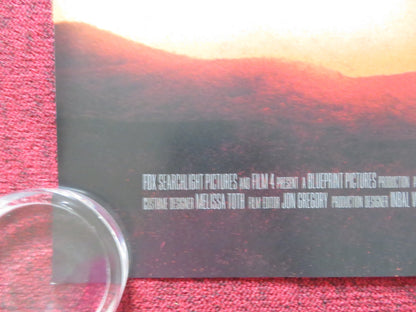 FOX SEARCHLIGHT PICTURES AND FILM 4 PRESENT A BLUEPRINT PICTURES PRODUCTION
COSTUME DESIGNER MELISSA TOTH FILM EDITOR JON GREGORY PRODUCTION DESIGNER INBAL